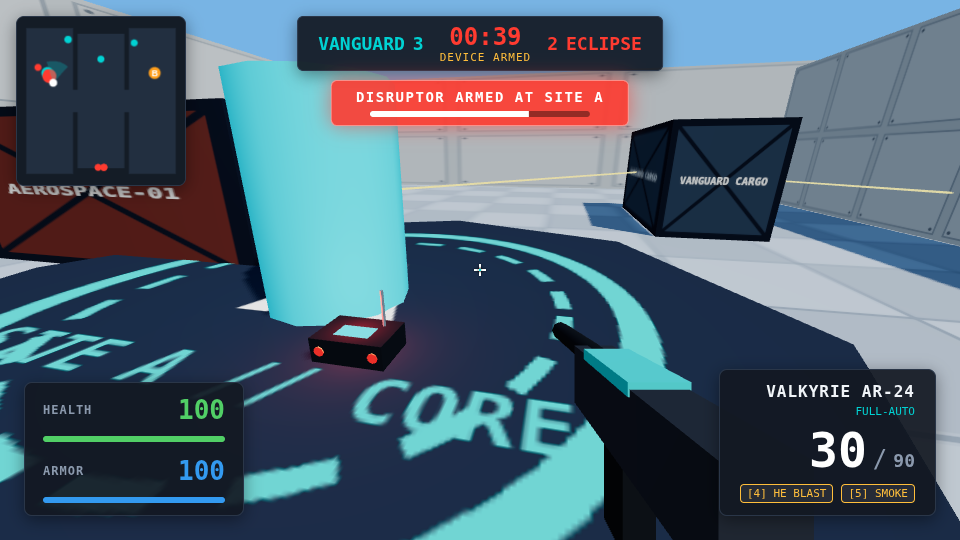 VANGUARD 3 00:39 2 ECLIPSE
DEVICE ARMED
DISRUPTOR ARMED AT SITE A
B
AEROSPACE-01
VANGUARD CARGO
SITE A
CORE
HEALTH 100
ARMOR 100
VALKYRIE AR-24
FULL-AUTO
30 / 90
[4] HE BLAST [5] SMOKE